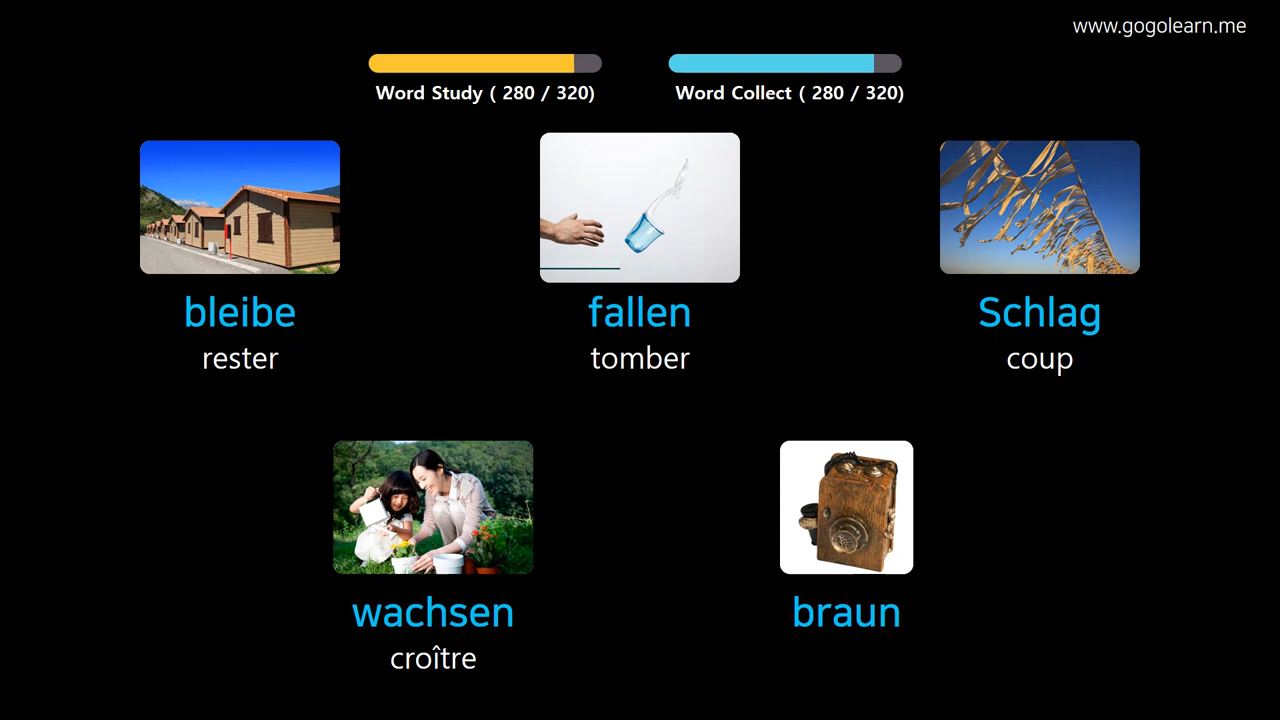 www.gogolearn.me
Word Study ( 280 / 320)
Word Collect ( 280 / 320)
bleibe
rester
fallen
tomber
Schlag
coup
wachsen
croître
braun